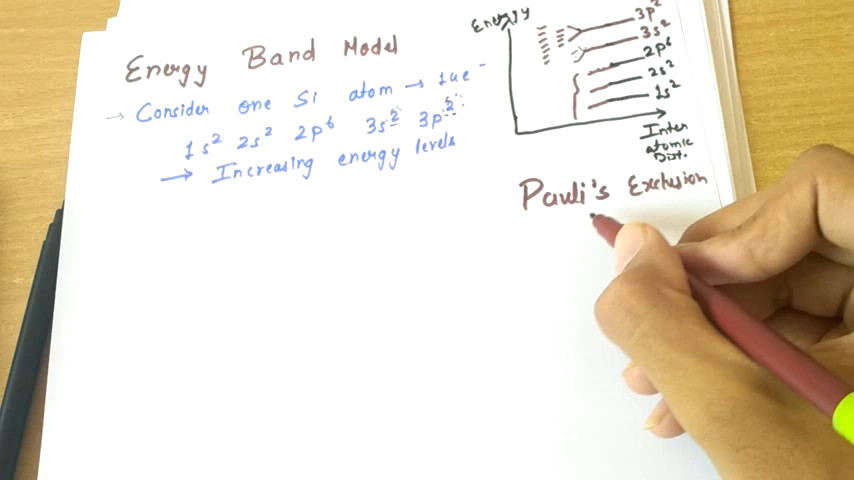 Energy Band Model
→ Consider one Si atom → 14e⁻
1s² 2s² 2p⁶ 3s² 3p²
→ Increasing energy levels
Energy
3p²
3s²
2p⁶
2s²
1s²
Inter
atomic
Dist.
Pauli's Exclusion